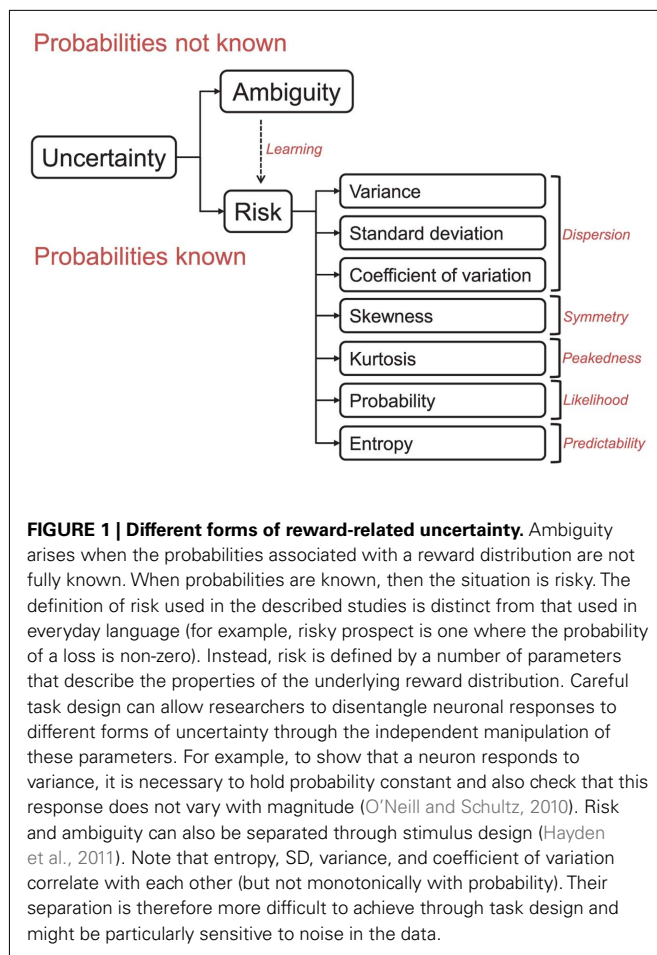 Probabilities not known
Ambiguity
Uncertainty
Learning
Risk
Probabilities known
Variance
Standard deviation
Coefficient of variation
Dispersion
Skewness
Symmetry
Kurtosis
Peakedness
Probability
Likelihood
Entropy
Predictability
FIGURE 1 | Different forms of reward-related uncertainty. Ambiguity
arises when the probabilities associated with a reward distribution are not
fully known. When probabilities are known, then the situation is risky. The
definition of risk used in the described studies is distinct from that used in
everyday language (for example, risky prospect is one where the probability
of a loss is non-zero). Instead, risk is defined by a number of parameters
that describe the properties of the underlying reward distribution. Careful
task design can allow researchers to disentangle neuronal responses to
different forms of uncertainty through the independent manipulation of
these parameters. For example, to show that a neuron responds to
variance, it is necessary to hold probability constant and also check that this
response does not vary with magnitude (O'Neill and Schultz, 2010). Risk
and ambiguity can also be separated through stimulus design (Hayden
et al., 2011). Note that entropy, SD, variance, and coefficient of variation
correlate with each other (but not monotonically with probability). Their
separation is therefore more difficult to achieve through task design and
might be particularly sensitive to noise in the data.